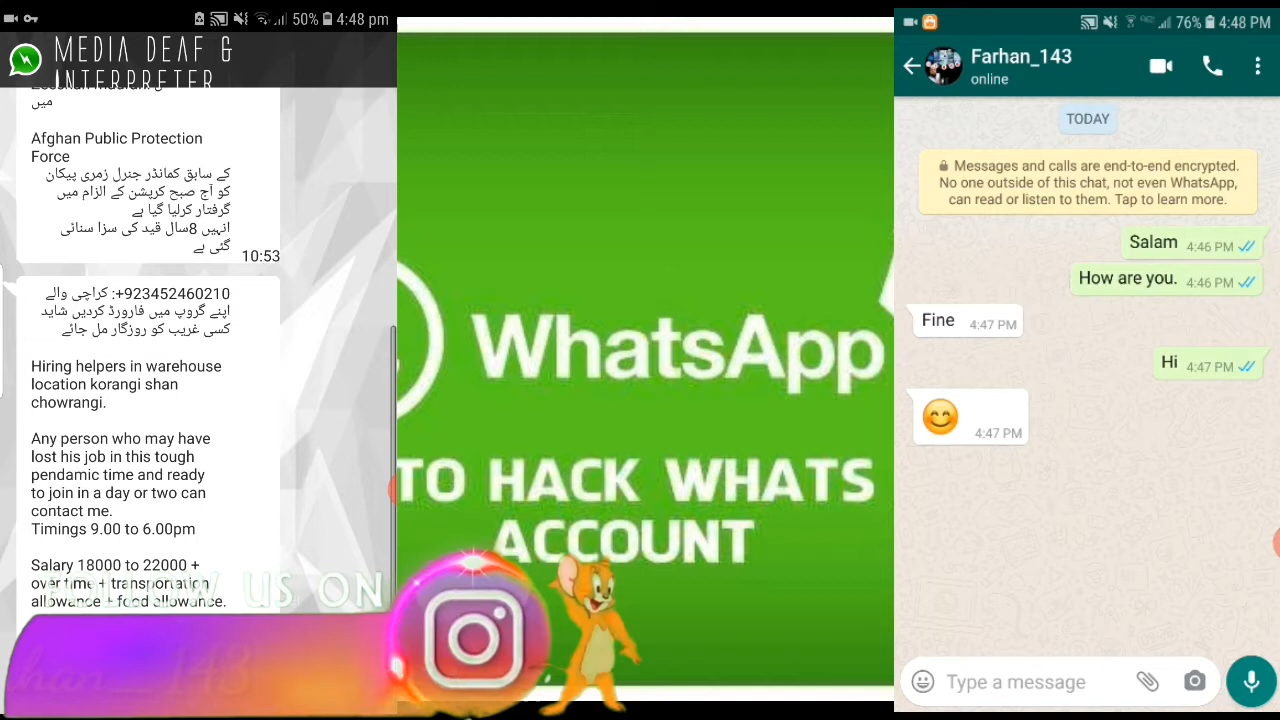 50% 4:48 pm
MEDIA DEAF &
INTERPRETER
میں
Afghan Public Protection
Force
کے سابق کمانڈر جنرل زمری پیکان
کو آج صبح کرپشن کے الزام میں
گرفتار کرلیا گیا ہے
انہیں 8سال قید کی سزا سنائی
گئی ہے
10:53
+923452460210: کراچی والے
اپنے گروپ میں فارورڈ کردیں شاید
کسی غریب کو روزگار مل جائے
Hiring helpers in warehouse
location korangi shan
chowrangi.
Any person who may have
lost his job in this tough
pendamic time and ready
to join in a day or two can
contact me.
Timings 9.00 to 6.00pm
Salary 18000 to 22000 +
over time + transportation
allowance + food allowance.
FOLLOW US ON
han__143
WhatsApp
TO HACK WHATS
ACCOUNT
76% 4:48 PM
Farhan_143
online
TODAY
Messages and calls are end-to-end encrypted.
No one outside of this chat, not even WhatsApp,
can read or listen to them. Tap to learn more.
Salam 4:46 PM
How are you. 4:46 PM
Fine 4:47 PM
Hi 4:47 PM
4:47 PM
Type a message